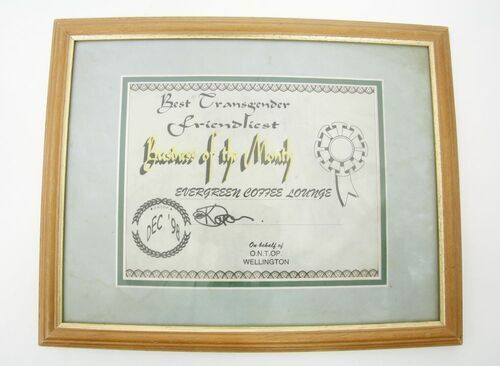 Best Transgender
Friendliest
Business of the Month
EVERGREEN COFFEE LOUNGE
DEC '98
On behalf of
O.N.T.OP.
WELLINGTON